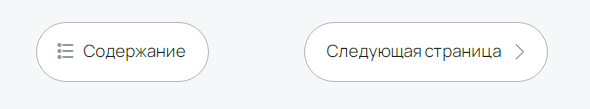 Содержание
Следующая страница